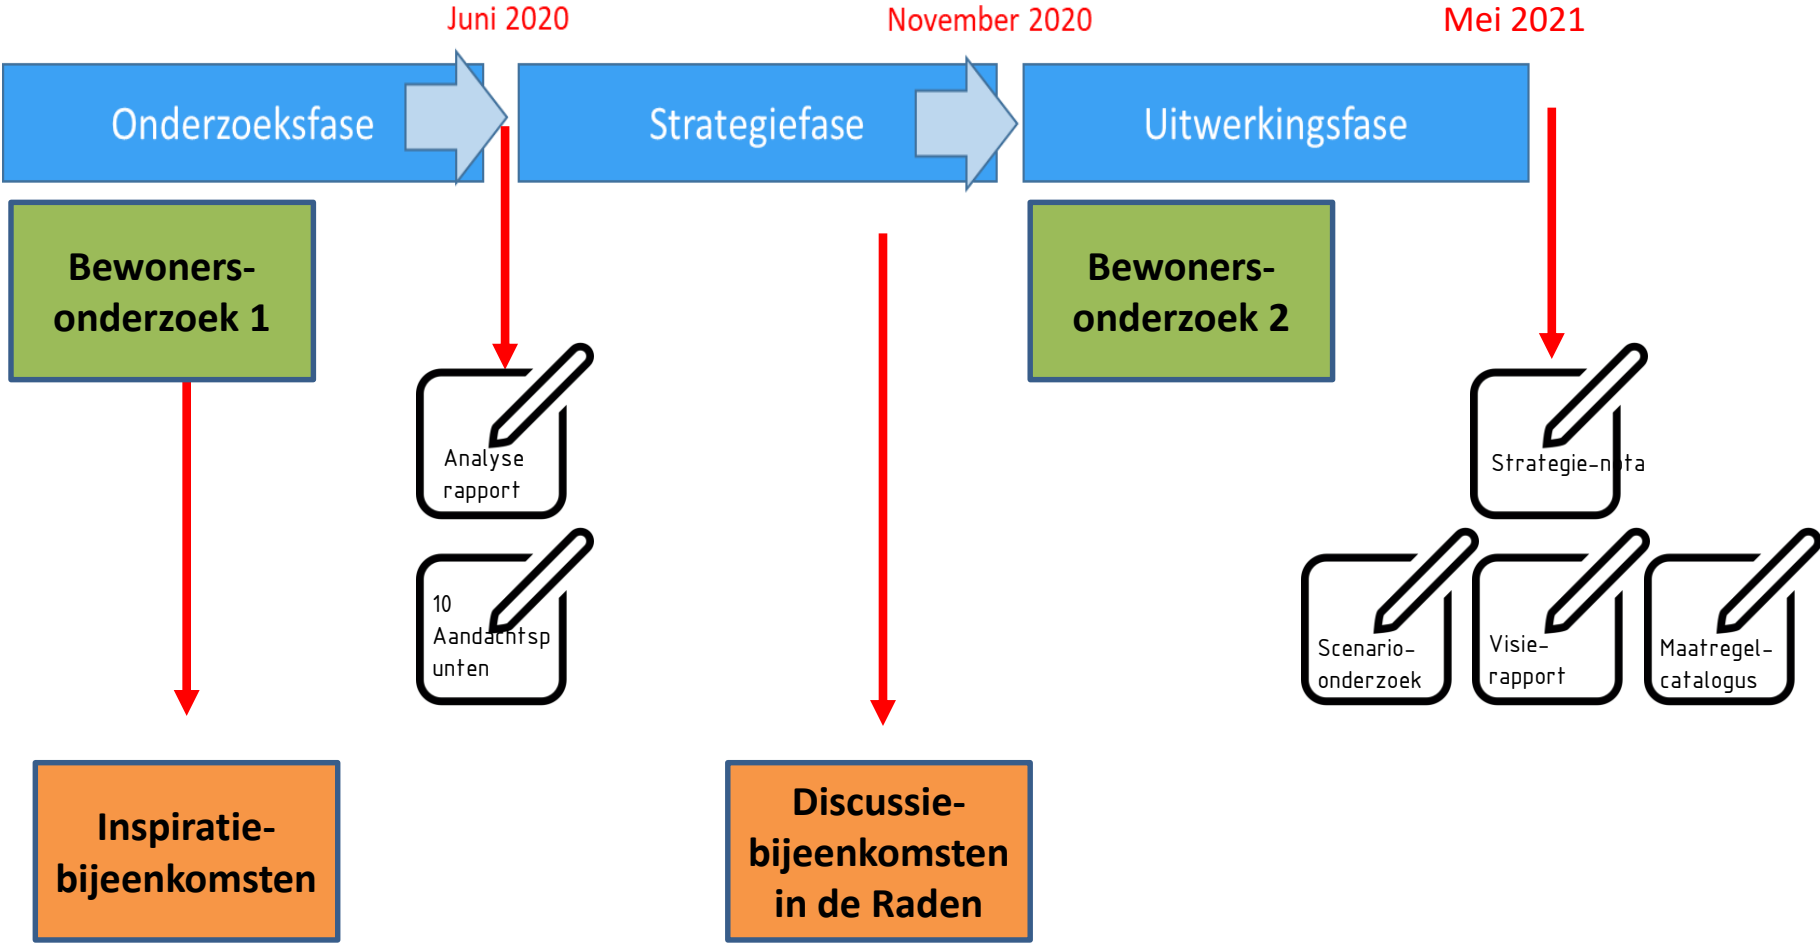 Juni 2020
November 2020
Mei 2021
Onderzoeksfase
Strategiefase
Uitwerkingsfase
Bewoners-
onderzoek 1
Bewoners-
onderzoek 2
Analyse
rapport
Strategie-nota
10
Aandachtsp
unten
Scenario-
onderzoek
Visie-
rapport
Maatregel-
catalogus
Inspiratie-
bijeenkomsten
Discussie-
bijeenkomsten
in de Raden